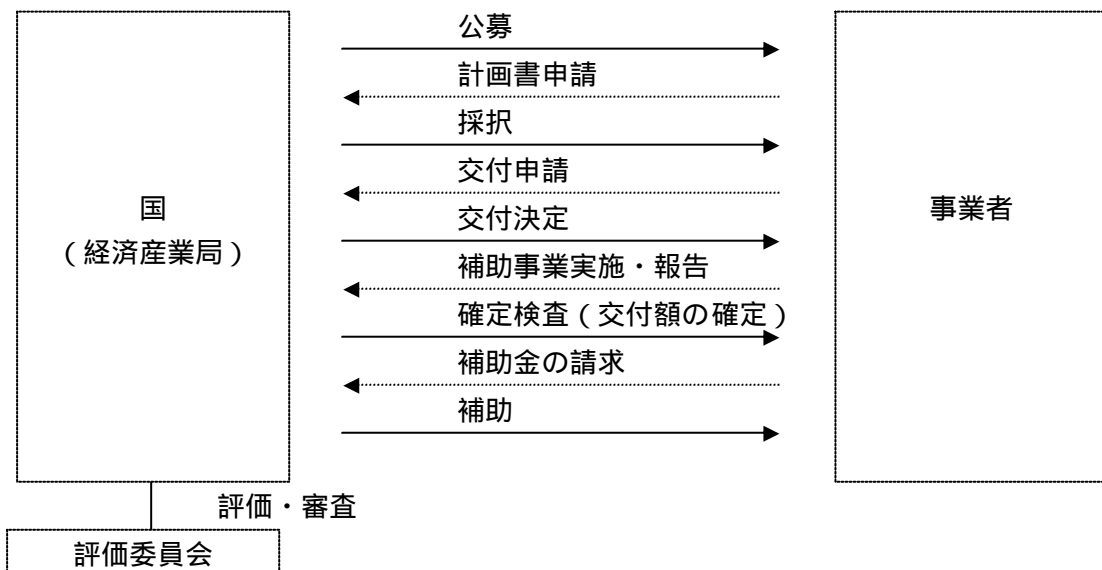 公募
計画書申請
採択
交付申請
国
（経済産業局）
交付決定
事業者
補助事業実施・報告
確定検査（交付額の確定）
補助金の請求
補助
評価・審査
評価委員会